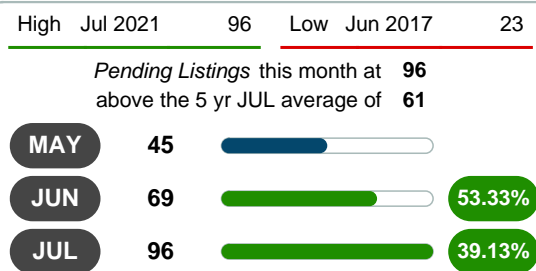 High Jul 2021 96 Low Jun 2017 23
Pending Listings this month at 96
above the 5 yr JUL average of 61
MAY 45
JUN 69 53.33%
JUL 96 39.13%